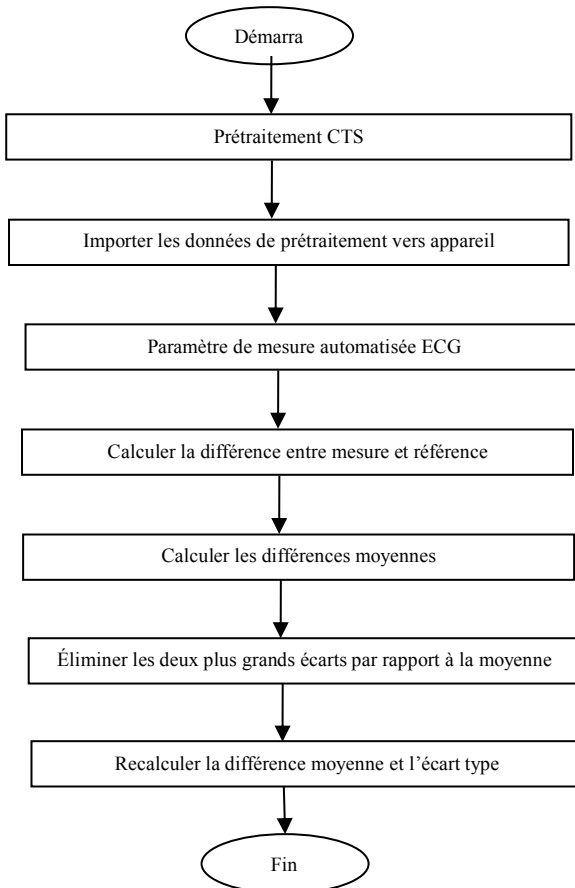 Démarra
Prétraitement CTS
Importer les données de prétraitement vers appareil
Paramètre de mesure automatisée ECG
Calculer la différence entre mesure et référence
Calculer les différences moyennes
Éliminer les deux plus grands écarts par rapport à la moyenne
Recalculer la différence moyenne et l’écart type
Fin